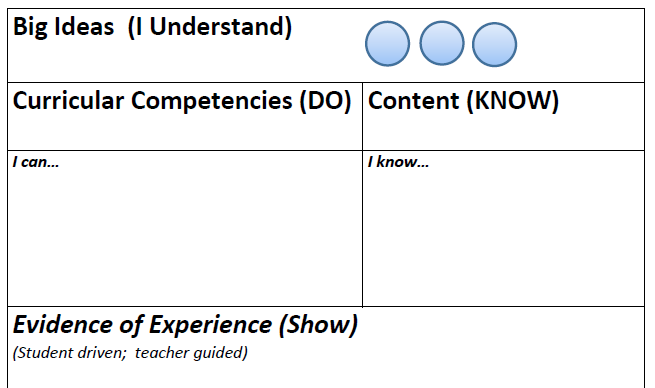 Big Ideas  (I Understand)
Curricular Competencies (DO)
Content (KNOW)
I can...
I know...
Evidence of Experience (Show)
(Student driven;  teacher guided)